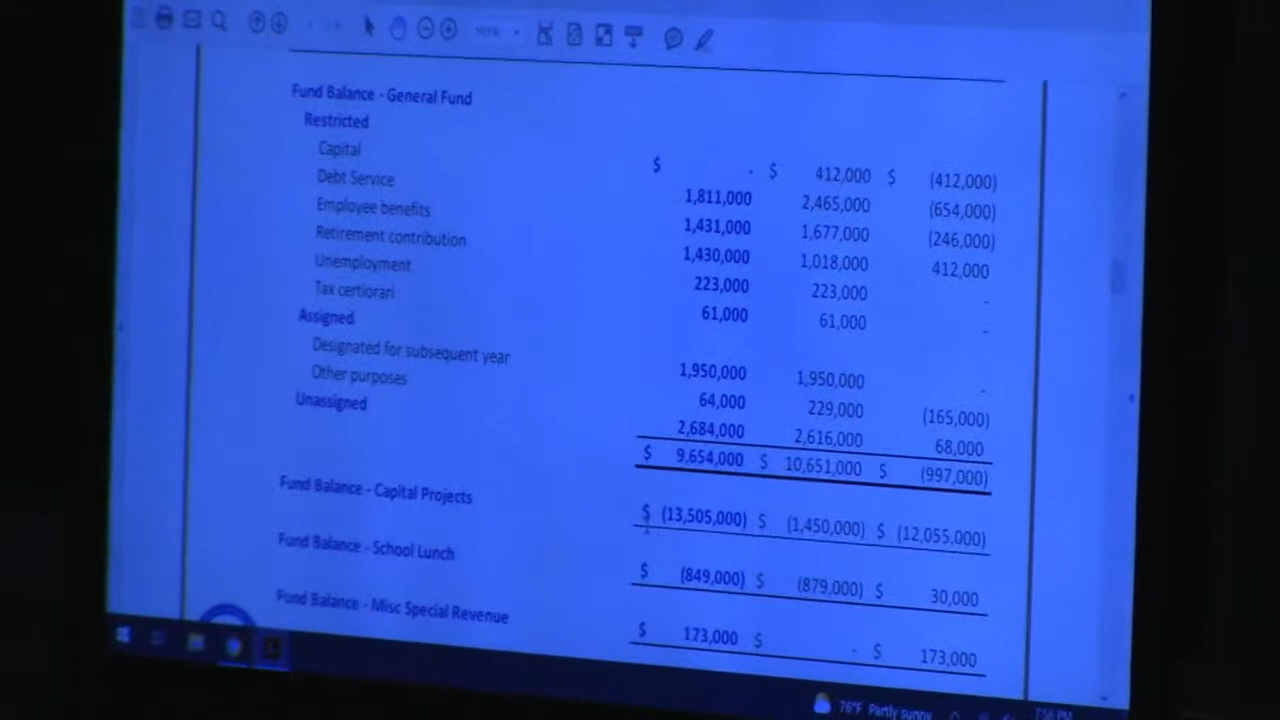 Fund Balance - General Fund
Restricted
Capital $ - $ 412,000 $ (412,000)
Debt Service 1,811,000 2,465,000 (654,000)
Employee benefits 1,431,000 1,677,000 (246,000)
Retirement contribution 1,430,000 1,018,000 412,000
Unemployment 223,000 223,000 -
Tax certiorari 61,000 61,000 -
Assigned
Designated for subsequent year 1,950,000 1,950,000 -
Other purposes 64,000 229,000 (165,000)
Unassigned 2,684,000 2,616,000 68,000
$ 9,654,000 $ 10,651,000 $ (997,000)
Fund Balance - Capital Projects $ (13,505,000) $ (1,450,000) $ (12,055,000)
Fund Balance - School Lunch $ (849,000) $ (879,000) $ 30,000
Fund Balance - Misc Special Revenue $ 173,000 $ - $ 173,000
76°F Partly sunny
7:56 PM